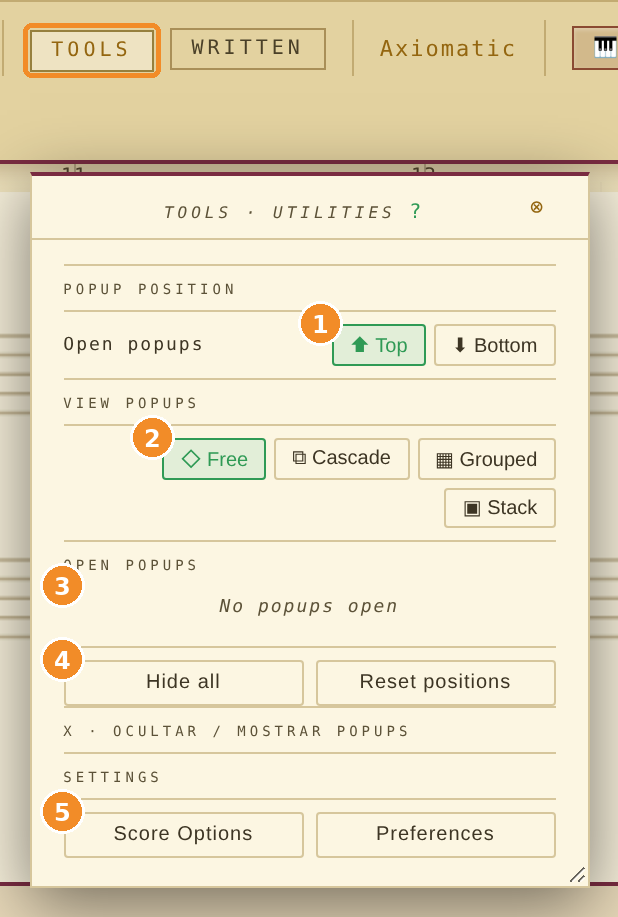 TOOLS WRITTEN Axiomatic
11 13
TOOLS · UTILITIES ?
POPUP POSITION
1
Open popups Top Bottom
VIEW POPUPS
2
Free Cascade Grouped
Stack
OPEN POPUPS
3
No popups open
4
Hide all Reset positions
X · OCULTAR / MOSTRAR POPUPS
SETTINGS
5
Score Options Preferences